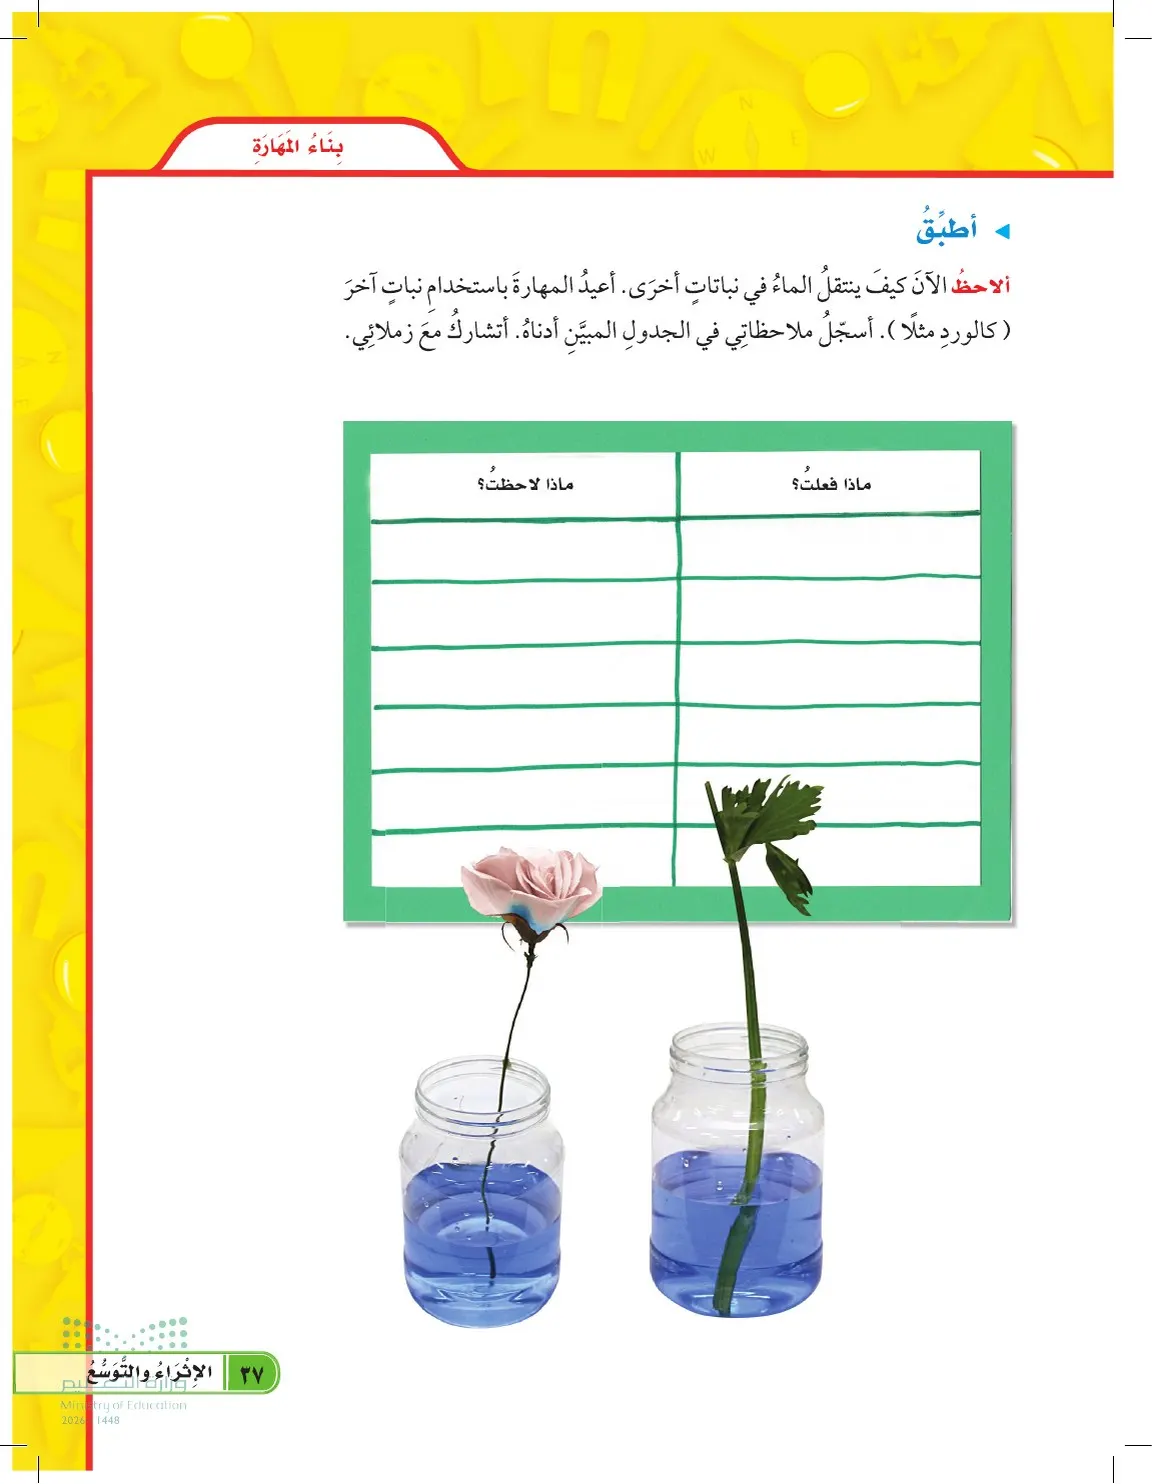 بِنَاءُ المَهَارَةِ
أطبِّقُ
ألاحظُ الآنَ كيفَ ينتقلُ الماءُ في نباتاتٍ أخرَى. أعيدُ المهارةَ باستخدامِ نباتٍ آخرَ
(كالوردِ مثلًا). أسجّلُ ملاحظاتِي في الجدولِ المبيَّنِ أدناهُ. أتشاركُ معَ زملائِي.
ماذا فعلتُ؟
ماذا لاحظتُ؟
N
E
W
٣٧ الإِثْرَاءُ والتَّوَسُّعُ
وزارة التعليم
Ministry of Education
2026 - 1448